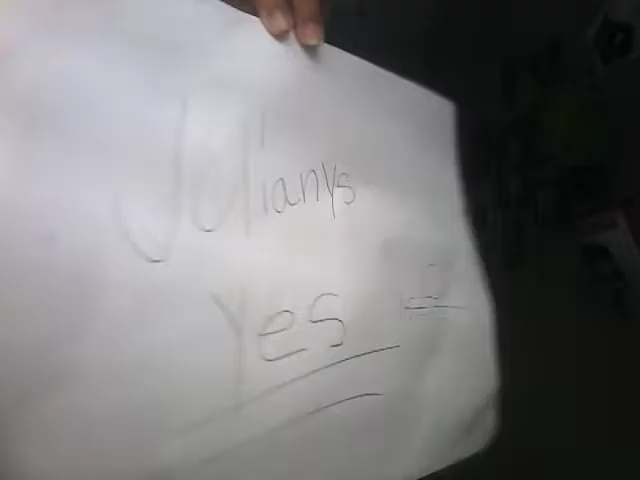 Julianys
Yes =